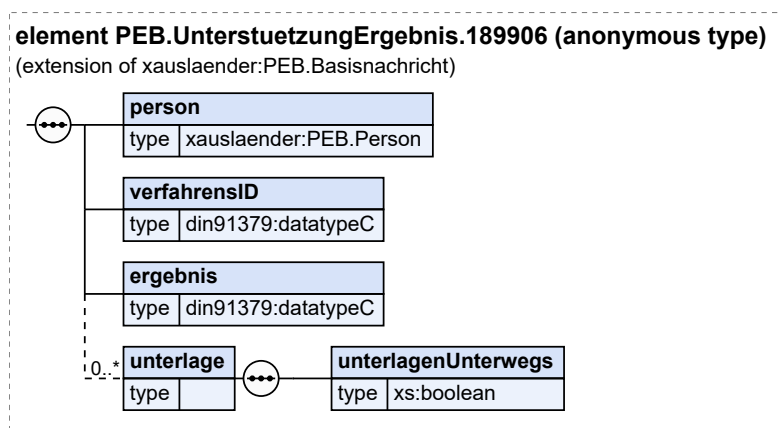 element PEB.UnterstuetzungErgebnis.189906 (anonymous type)
(extension of xauslaender:PEB.Basisnachricht)
person
type xauslaender:PEB.Person
verfahrensID
type din91379:datatypeC
ergebnis
type din91379:datatypeC
0..* unterlage
type
unterlagenUnterwegs
type xs:boolean